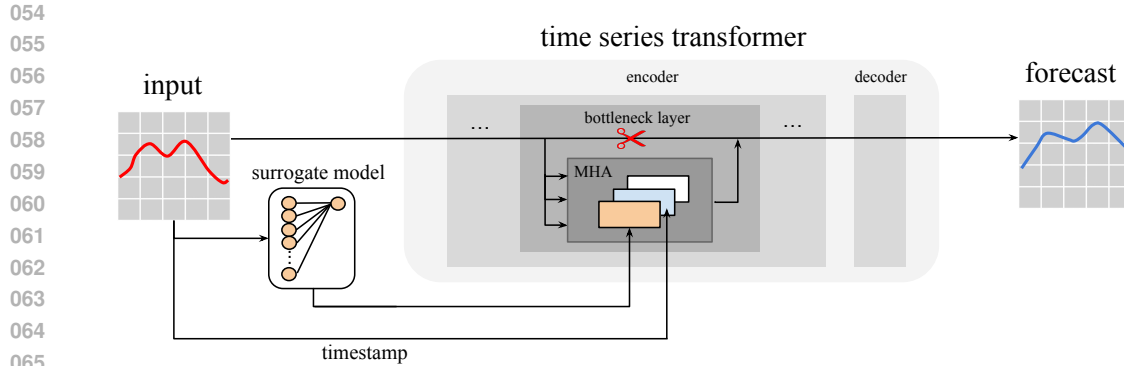 054
055
time series transformer
056
encoder
decoder
input
forecast
057
bottleneck layer
...
...
058
MHA
059
surrogate model
060
061
062
063
064
timestamp
065